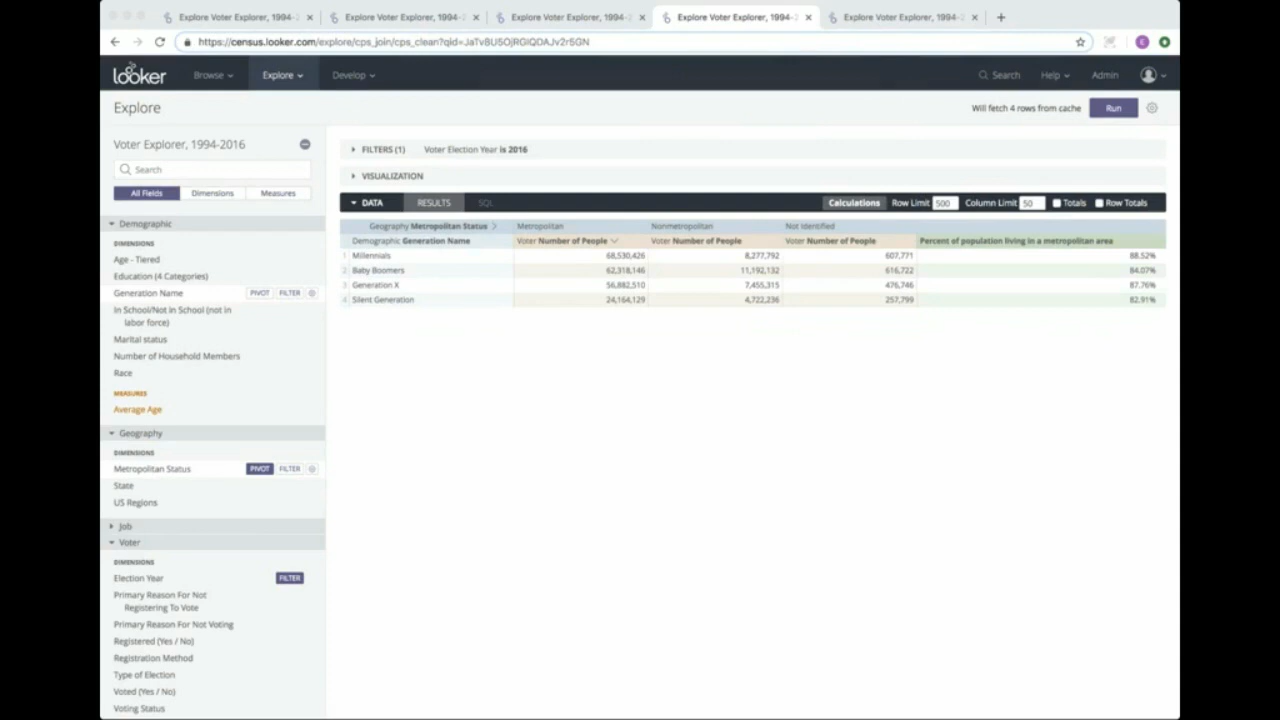 Explore Voter Explorer, 1994-2 Explore Voter Explorer, 1994- Explore Voter Explorer, 1994-2 Explore Voter Explorer, 1994-2 Explore Voter Explorer, 1994-2
looker Browse Explore Develop Search Help Admin
Explore Will fetch 4 rows from cache Run
Voter Explorer, 1994-2016
Search
All Fields Dimensions Measures
Demographic
DIMENSIONS
Age - Tiered
Education (4 Categories)
Generation Name PIVOT FILTER
In School/Not In School (not in
labor force)
Marital status
Number of Household Members
Race
MEASURES
Average Age
Geography
DIMENSIONS
Metropolitan Status PIVOT FILTER
State
US Regions
Job
Voter
DIMENSIONS
Election Year FILTER
Primary Reason For Not
Registering To Vote
Primary Reason For Not Voting
Registered (Yes / No)
Registration Method
Type of Election
Voted (Yes / No)
Voting Status
FILTERS (1) Voter Election Year is 2016
VISUALIZATION
DATA RESULTS SQL Calculations Row Limit 500 Column Limit 50 Totals Row Totals
Geography Metropolitan Status Metropolitan Nonmetropolitan Not Identified
Demographic Generation Name Voter Number of People Voter Number of People Voter Number of People Percent of population living in a metropolitan area
1 Millennials 68,530,426 8,277,792 607,771 88.52%
2 Baby Boomers 62,318,146 11,192,132 616,722 84.07%
3 Generation X 56,882,510 7,455,315 476,746 87.76%
4 Silent Generation 24,164,129 4,722,236 257,799 82.91%